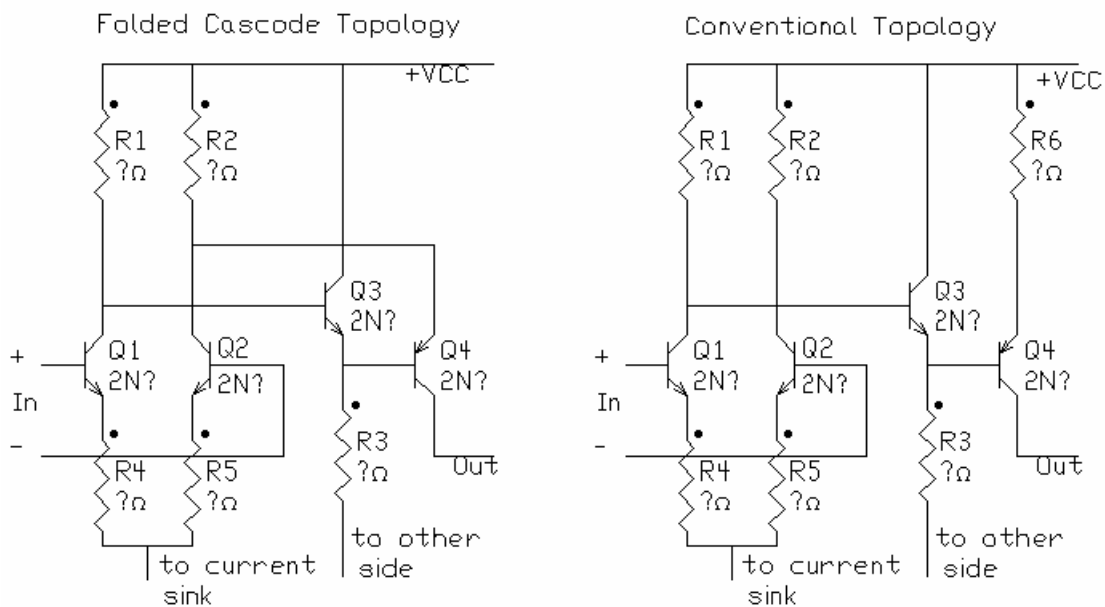 Folded Cascode Topology
Conventional Topology
+VCC
R1
?Ω
R2
?Ω
Q3
2N?
+
Q1
2N?
Q2
2N?
Q4
2N?
In
-
R4
?Ω
R5
?Ω
R3
?Ω
Out
to current
sink
to other
side
+VCC
R1
?Ω
R2
?Ω
R6
?Ω
Q3
2N?
+
Q1
2N?
Q2
2N?
Q4
2N?
In
-
R4
?Ω
R5
?Ω
R3
?Ω
Out
to current
sink
to other
side